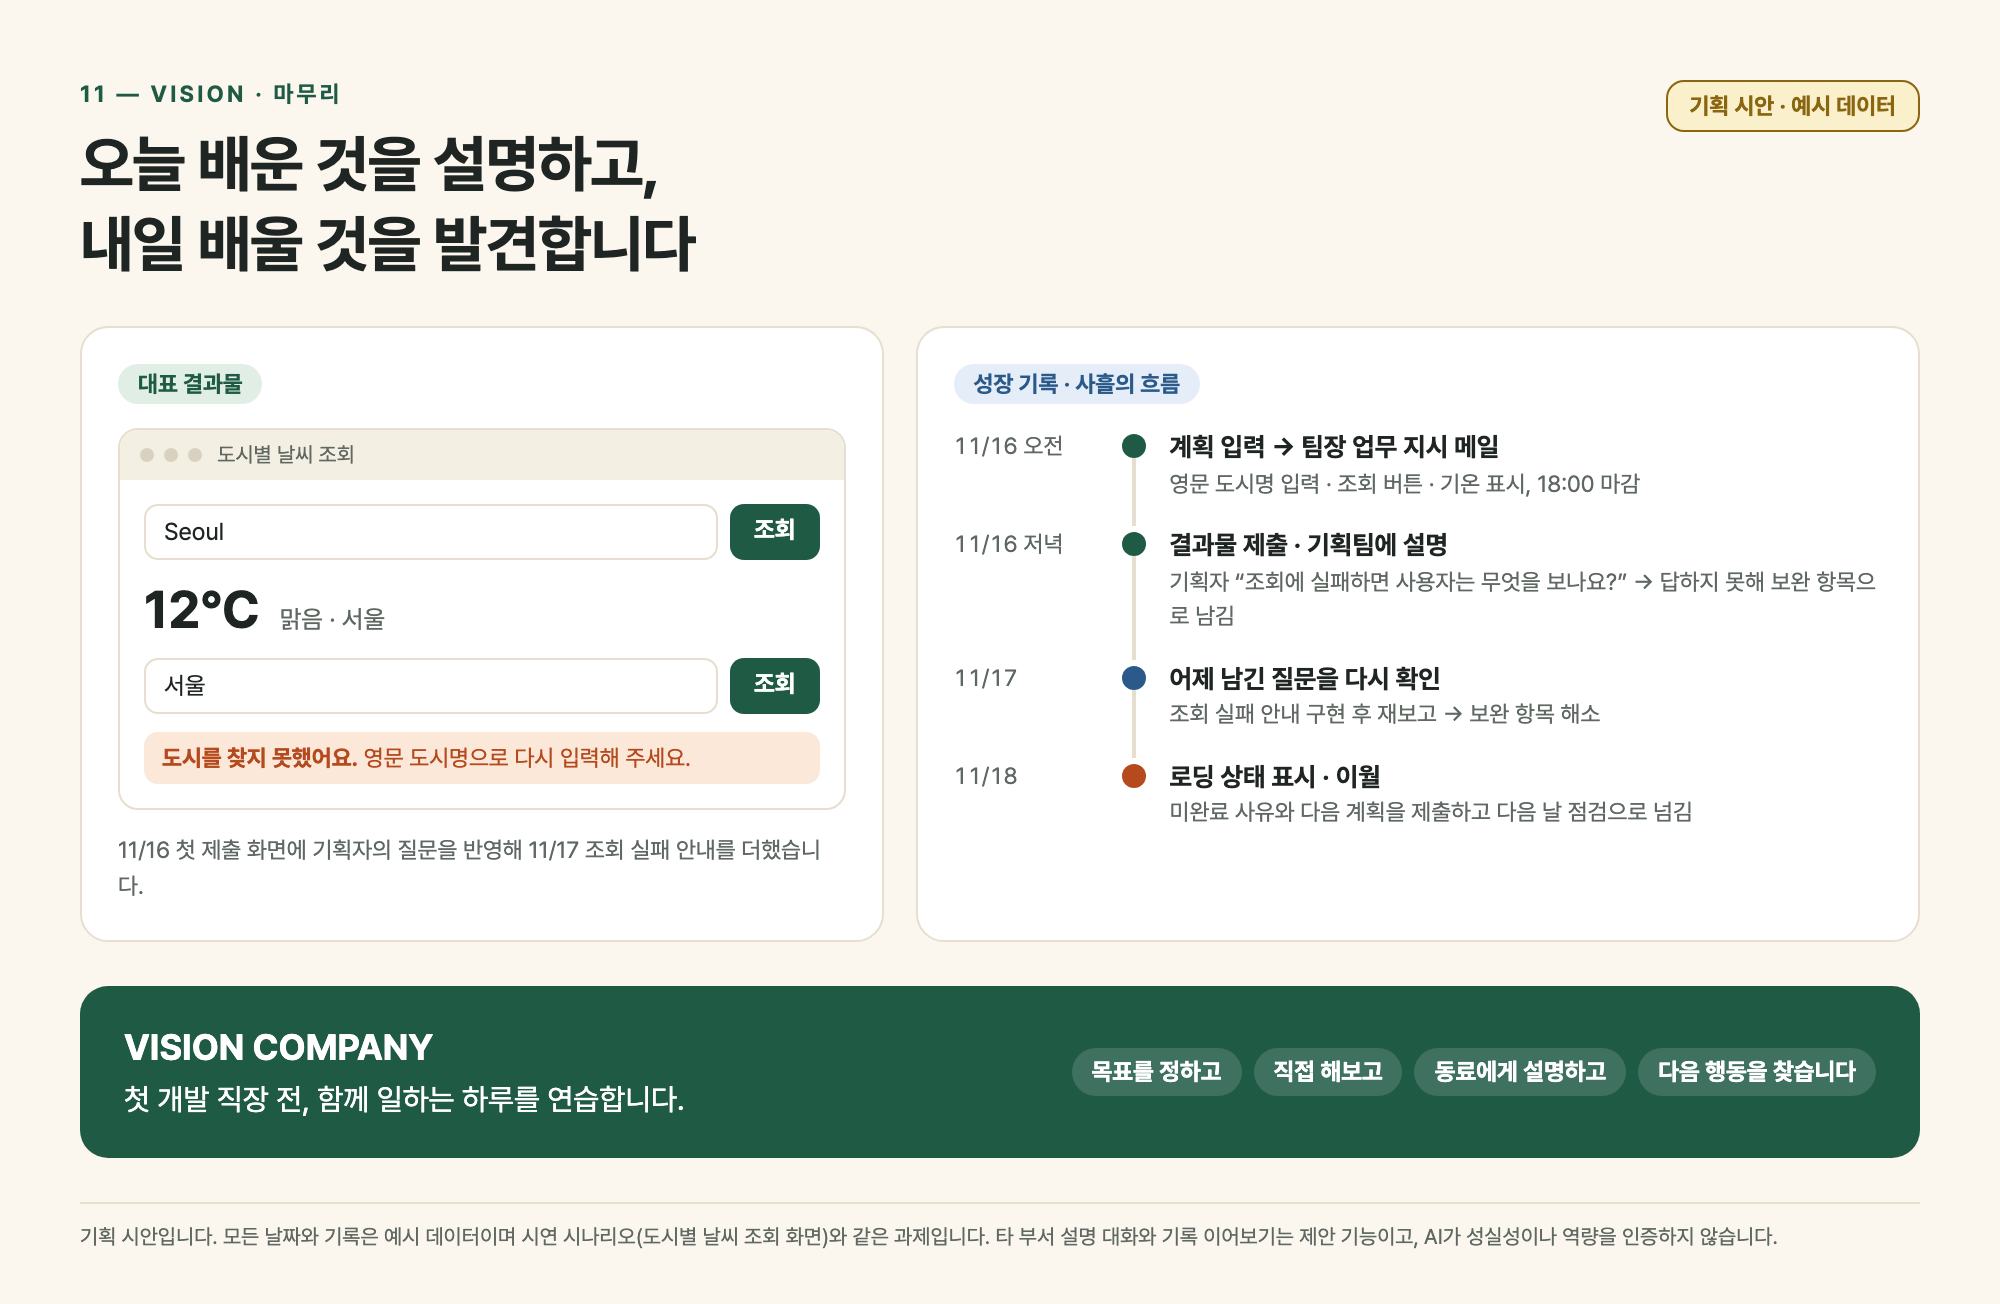 11 — VISION · 마무리
기획 시안 · 예시 데이터
오늘 배운 것을 설명하고,
내일 배울 것을 발견합니다
대표 결과물
도시별 날씨 조회
Seoul
조회
12°C 맑음 · 서울
서울
조회
도시를 찾지 못했어요. 영문 도시명으로 다시 입력해 주세요.
11/16 첫 제출 화면에 기획자의 질문을 반영해 11/17 조회 실패 안내를 더했습니
다.
성장 기록 · 사흘의 흐름
11/16 오전
계획 입력 → 팀장 업무 지시 메일
영문 도시명 입력 · 조회 버튼 · 기온 표시, 18:00 마감
11/16 저녁
결과물 제출 · 기획팀에 설명
기획자 “조회에 실패하면 사용자는 무엇을 보나요?” → 답하지 못해 보완 항목으
로 남김
11/17
어제 남긴 질문을 다시 확인
조회 실패 안내 구현 후 재보고 → 보완 항목 해소
11/18
로딩 상태 표시 · 이월
미완료 사유와 다음 계획을 제출하고 다음 날 점검으로 넘김
VISION COMPANY
첫 개발 직장 전, 함께 일하는 하루를 연습합니다.
목표를 정하고
직접 해보고
동료에게 설명하고
다음 행동을 찾습니다
기획 시안입니다. 모든 날짜와 기록은 예시 데이터이며 시연 시나리오(도시별 날씨 조회 화면)와 같은 과제입니다. 타 부서 설명 대화와 기록 이어보기는 제안 기능이고, AI가 성실성이나 역량을 인증하지 않습니다.